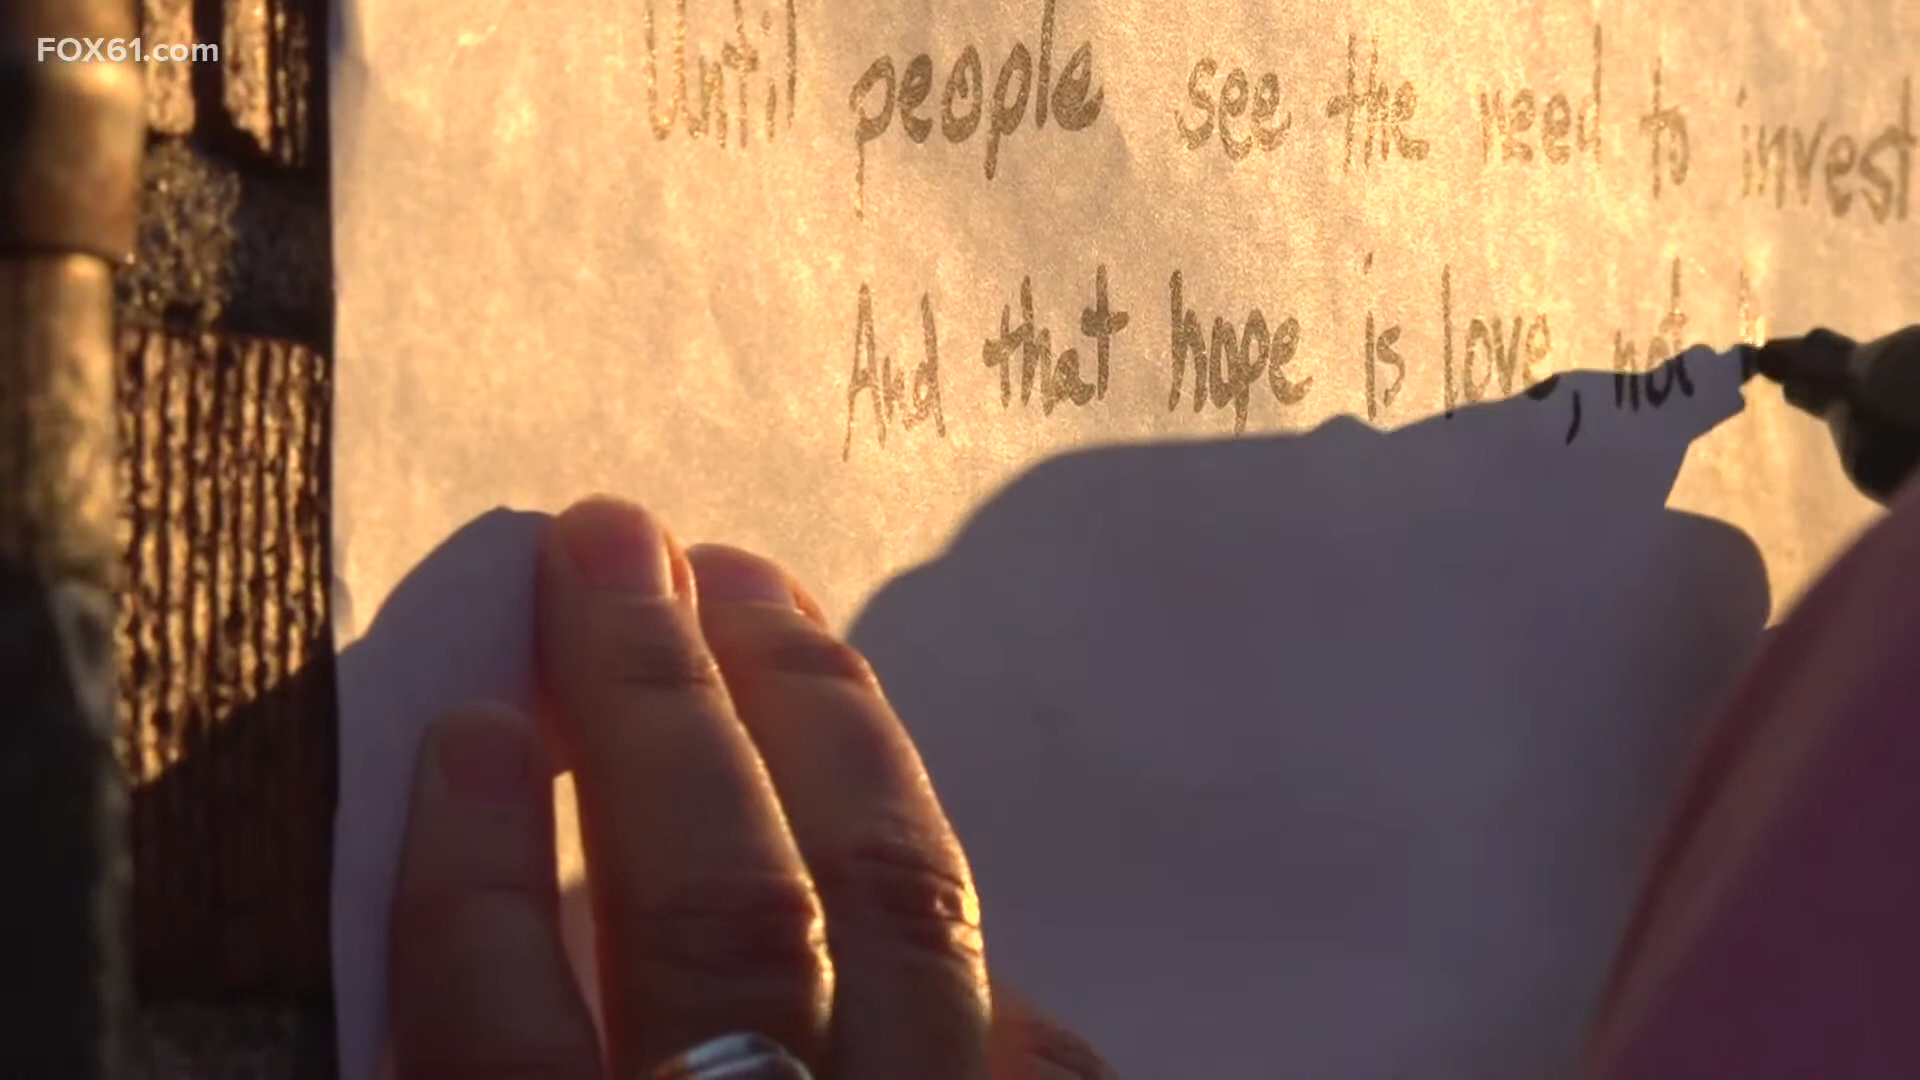 FOX61.com
Until people see the need to invest
And that hope is love, not